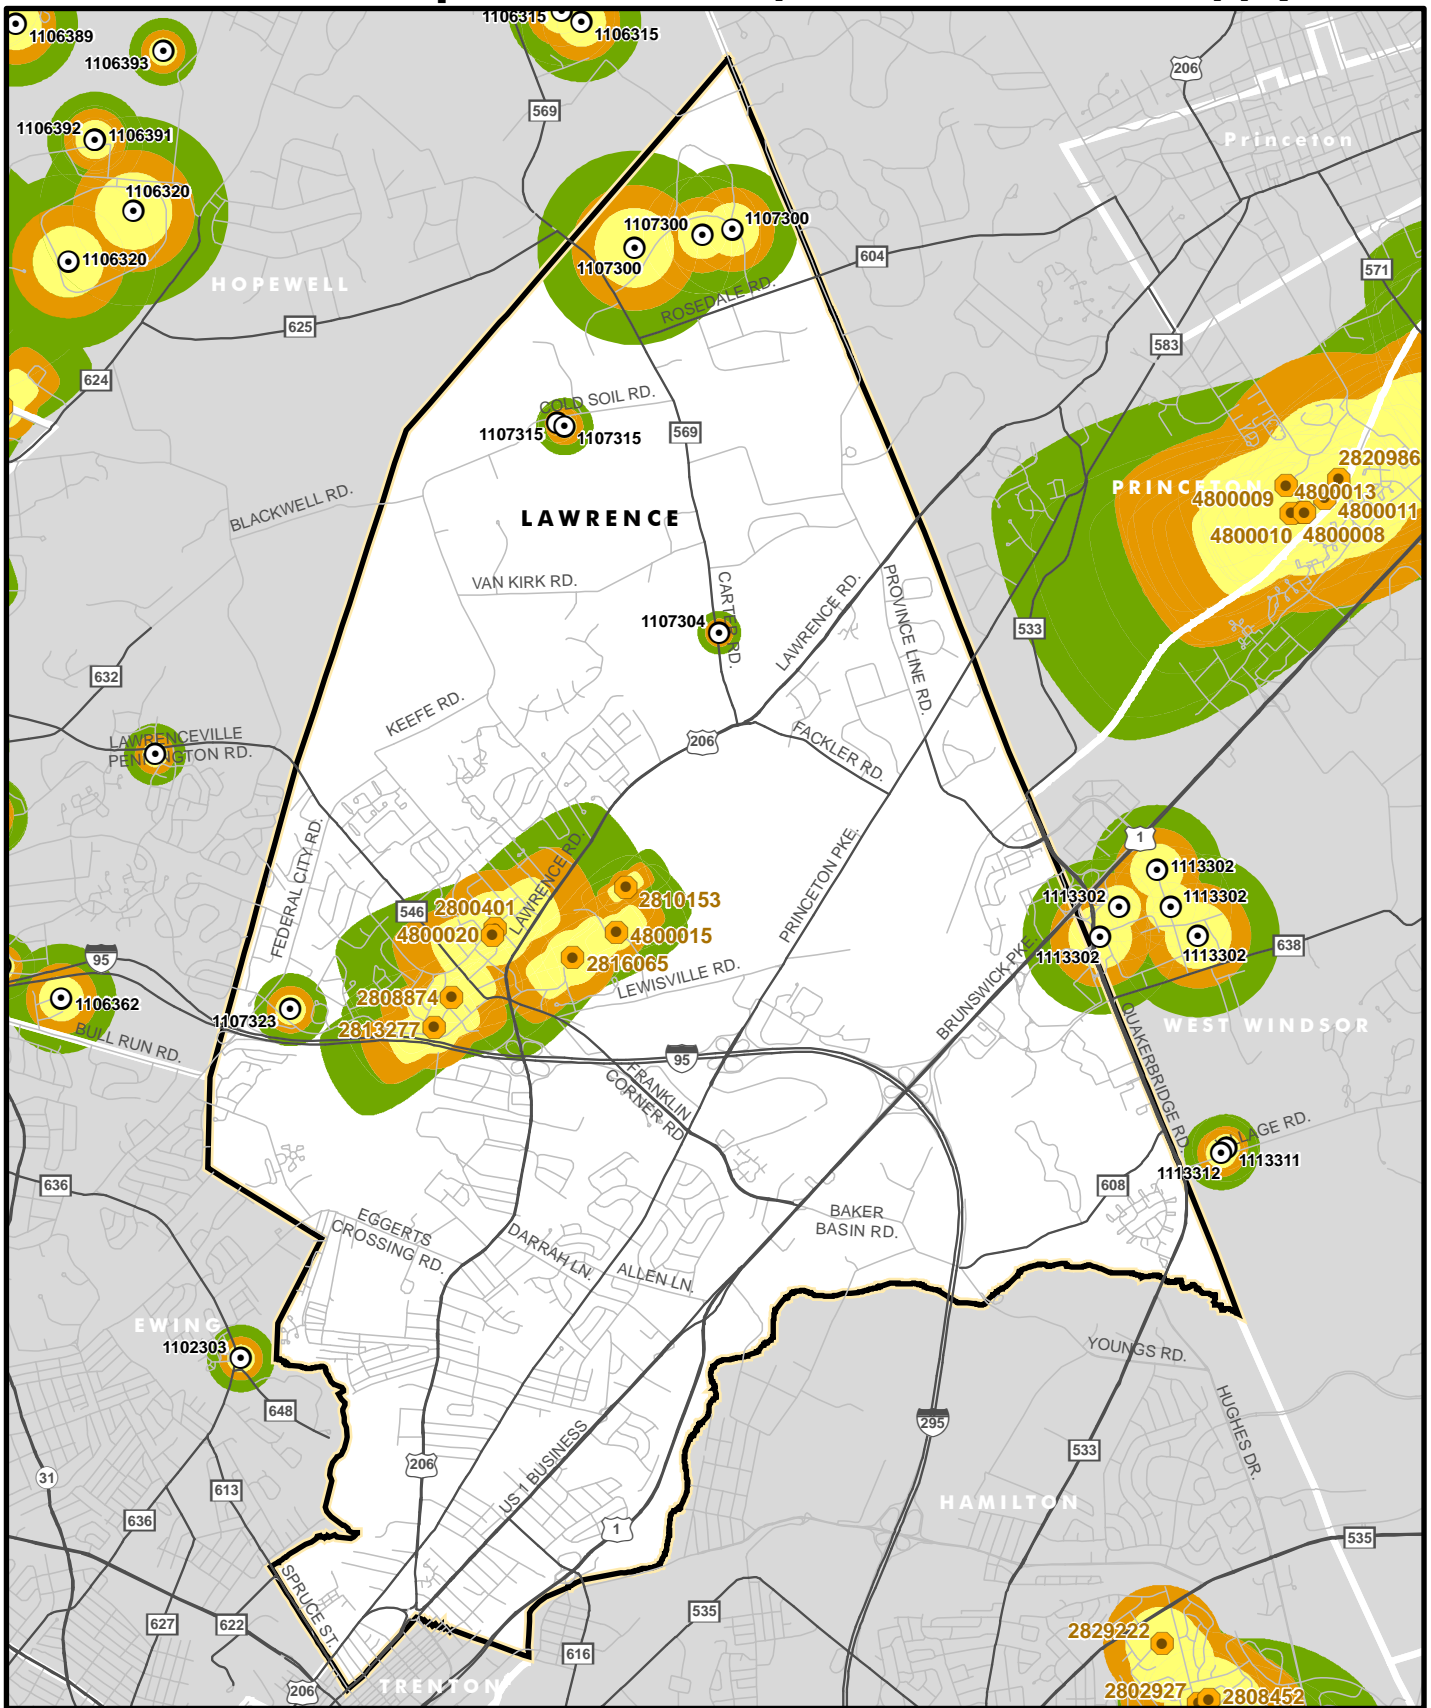 1106315
1106389
1106315
1106393
206
569
1106392
1106391
Princeton
1106320
1107300
1107300
1106320
604
1107300
571
HOPEWELL
ROSEDALE RD.
625
583
624
COLD SOIL RD.
569
1107315
1107315
2820986
PRINCETON
4800009
4800013
BLACKWELL RD.
LAWRENCE
4800011
4800010
4800008
VAN KIRK RD.
CARTER RD.
LAWRENCE RD.
PROVINCE LINE RD.
1107304
533
632
KEEFE RD.
LAWRENCEVILLE
PENNINGTON RD.
206
FACKLER RD.
FEDERAL CITY RD.
LAWRENCE RD.
PRINCETON PKE.
1
1113302
1113302
1113302
2810153
546
2800401
4800020
4800015
638
1113302
1113302
95
2816065
LEWISVILLE RD.
BRUNSWICK PKE.
1106362
2808874
1107323
2813277
BULL RUN RD.
WEST WINDSOR
QUAKERBRIDGE RD.
95
FRANKLIN
CORNER RD.
LAGE RD.
1113311
1113312
636
608
EGGERTS
CROSSING RD.
BAKER
BASIN RD.
DARRAH LN.
ALLEN LN.
EWING
1102303
YOUNGS RD.
HUGHES DR.
648
295
533
US 1 BUSINESS
206
31
613
HAMILTON
636
1
535
SPRUCE ST.
627
622
535
2829222
616
206
TRENTON
2802927
2808452